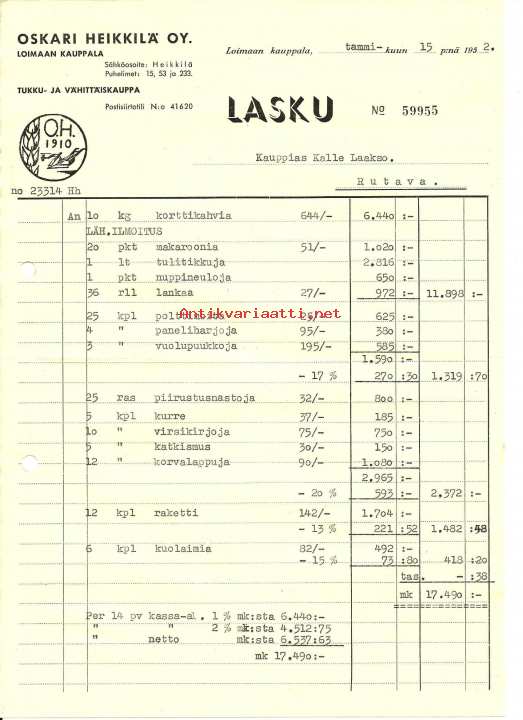 OSKARI HEIKKILÄ OY.
LOIMAAN KAUPPALA
Sähköosoite: Heikkilä
Puhelimet: 15, 53 ja 233.
TUKKU- JA VÄHITTÄISKAUPPA
Postisiirtotili N:o 41620
Loimaan kauppala, tammi-kuun 15 p:nä 1952.
LASKU № 59955
O.H.
1910
Kauppias Kalle Laakso.
Rutava.
no 23314 Hh
An 10 kg korttikahvia 644/- 6.440 :-
LÄH.ILMOITUS
20 pkt makaroonia 51/- 1.020 :-
1 lt tulitikkuja 2.816 :-
1 pkt nuppineuloja 650 :-
36 rll lankaa 27/- 972 :- 11.898 :-
Antikvariaatti.net
25 kpl 25/- 625 :-
4 " paneliharjoja 95/- 380 :-
3 " vuolupuukkoja 195/- 585 :-
1.590 :-
- 17 % 270 :30 1.319 :70
25 ras piirustusnastoja 32/- 800 :-
5 kpl kurre 37/- 185 :-
10 " virsikirjoja 75/- 750 :-
5 " katkismus 30/- 150 :-
12 " korvalappuja 90/- 1.080 :-
2.965 :-
- 20 % 593 :- 2.372 :-
12 kpl raketti 142/- 1.704 :-
- 13 % 221 :52 1.482 :48
6 kpl kuolaimia 82/- 492 :-
- 15 % 73 :80 418 :20
tas. - :38
mk 17.490 :-
Per 14 pv kassa-al. 1 % mk:sta 6.440:-
" " 2 % mk:sta 4.512:75
" netto mk:sta 6.537:63
mk 17.490:-